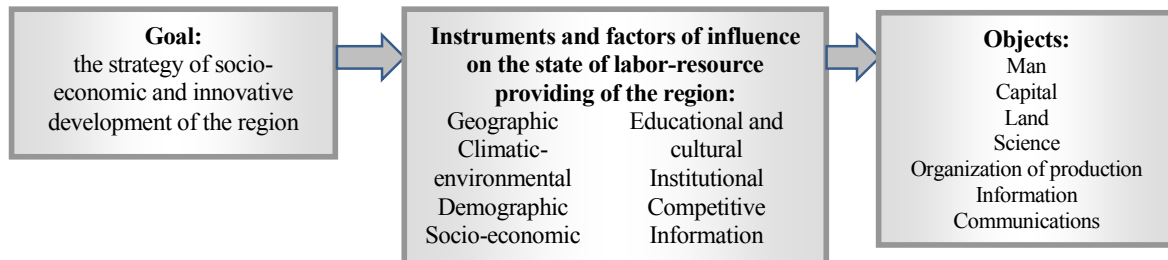 Goal:
the strategy of socio-
economic and innovative
development of the region
Instruments and factors of influence
on the state of labor-resource
providing of the region:
Geographic
Climatic-
environmental
Demographic
Socio-economic
Educational and
cultural
Institutional
Competitive
Information
Objects:
Man
Capital
Land
Science
Organization of production
Information
Communications